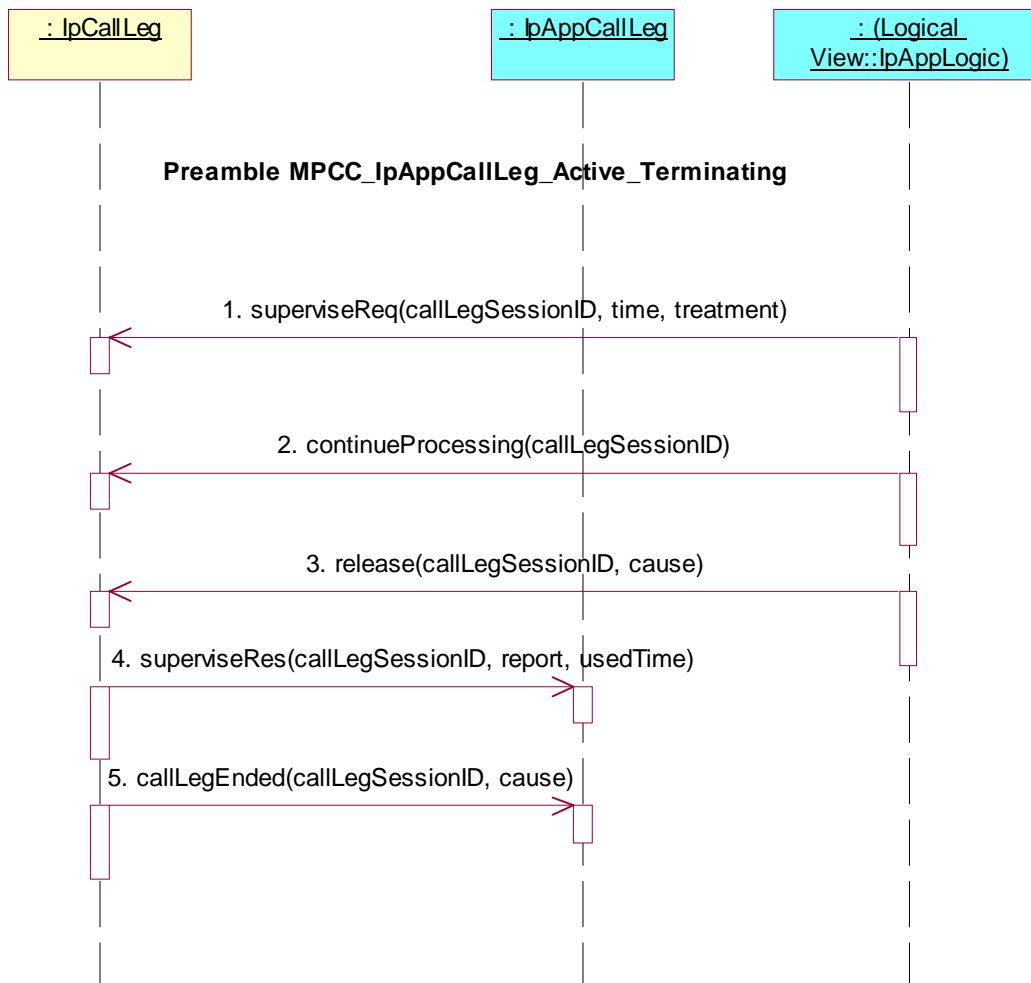 : IpCallLeg
: IpAppCallLeg
: (Logical
View::IpAppLogic)
Preamble MPCC_IpAppCallLeg_Active_Terminating
1. superviseReq(callLegSessionID, time, treatment)
2. continueProcessing(callLegSessionID)
3. release(callLegSessionID, cause)
4. superviseRes(callLegSessionID, report, usedTime)
5. callLegEnded(callLegSessionID, cause)